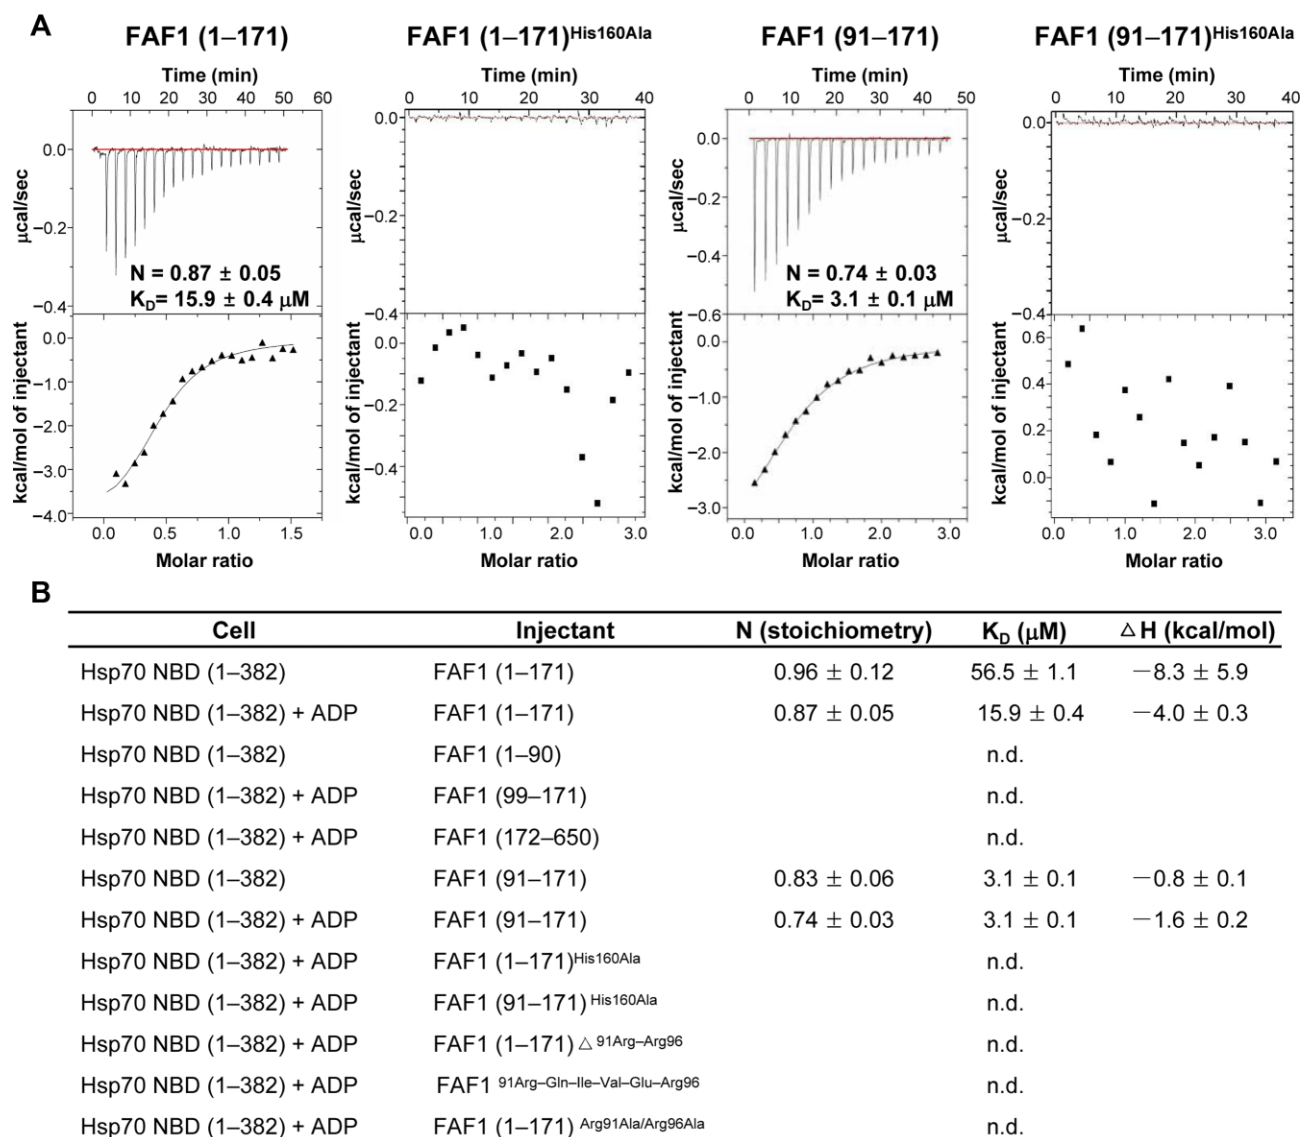 A
FAF1 (1–171)
FAF1 (1–171)His160Ala
FAF1 (91–171)
FAF1 (91–171)His160Ala
Time (min)
Time (min)
Time (min)
Time (min)
0 10 20 30 40 50 60
0 10 20 30 40
0 10 20 30 40 50
0 10 20 30 40
μcal/sec
0.0
−0.2
−0.4
N = 0.87 ± 0.05
KD= 15.9 ± 0.4 μM
μcal/sec
0.0
−0.2
−0.4
μcal/sec
0.0
−0.2
−0.4
−0.6
N = 0.74 ± 0.03
KD= 3.1 ± 0.1 μM
μcal/sec
0.0
−0.2
−0.4
kcal/mol of injectant
0.0
−1.0
−2.0
−3.0
−4.0
kcal/mol of injectant
0.0
−0.2
−0.4
kcal/mol of injectant
0.0
−1.0
−2.0
−3.0
kcal/mol of injectant
0.6
0.4
0.2
0.0
0.0 0.5 1.0 1.5
0.0 1.0 2.0 3.0
0.0 1.0 2.0 3.0
0.0 1.0 2.0 3.0
Molar ratio
Molar ratio
Molar ratio
Molar ratio
B
Cell Injectant N (stoichiometry) KD (μM) △H (kcal/mol)
Hsp70 NBD (1–382) FAF1 (1–171) 0.96 ± 0.12 56.5 ± 1.1 −8.3 ± 5.9
Hsp70 NBD (1–382) + ADP FAF1 (1–171) 0.87 ± 0.05 15.9 ± 0.4 −4.0 ± 0.3
Hsp70 NBD (1–382) FAF1 (1–90) n.d.
Hsp70 NBD (1–382) + ADP FAF1 (99–171) n.d.
Hsp70 NBD (1–382) + ADP FAF1 (172–650) n.d.
Hsp70 NBD (1–382) FAF1 (91–171) 0.83 ± 0.06 3.1 ± 0.1 −0.8 ± 0.1
Hsp70 NBD (1–382) + ADP FAF1 (91–171) 0.74 ± 0.03 3.1 ± 0.1 −1.6 ± 0.2
Hsp70 NBD (1–382) + ADP FAF1 (1–171)His160Ala n.d.
Hsp70 NBD (1–382) + ADP FAF1 (91–171) His160Ala n.d.
Hsp70 NBD (1–382) + ADP FAF1 (1–171) △ 91Arg–Arg96 n.d.
Hsp70 NBD (1–382) + ADP FAF1 91Arg–Gln–Ile–Val–Glu–Arg96 n.d.
Hsp70 NBD (1–382) + ADP FAF1 (1–171) Arg91Ala/Arg96Ala n.d.